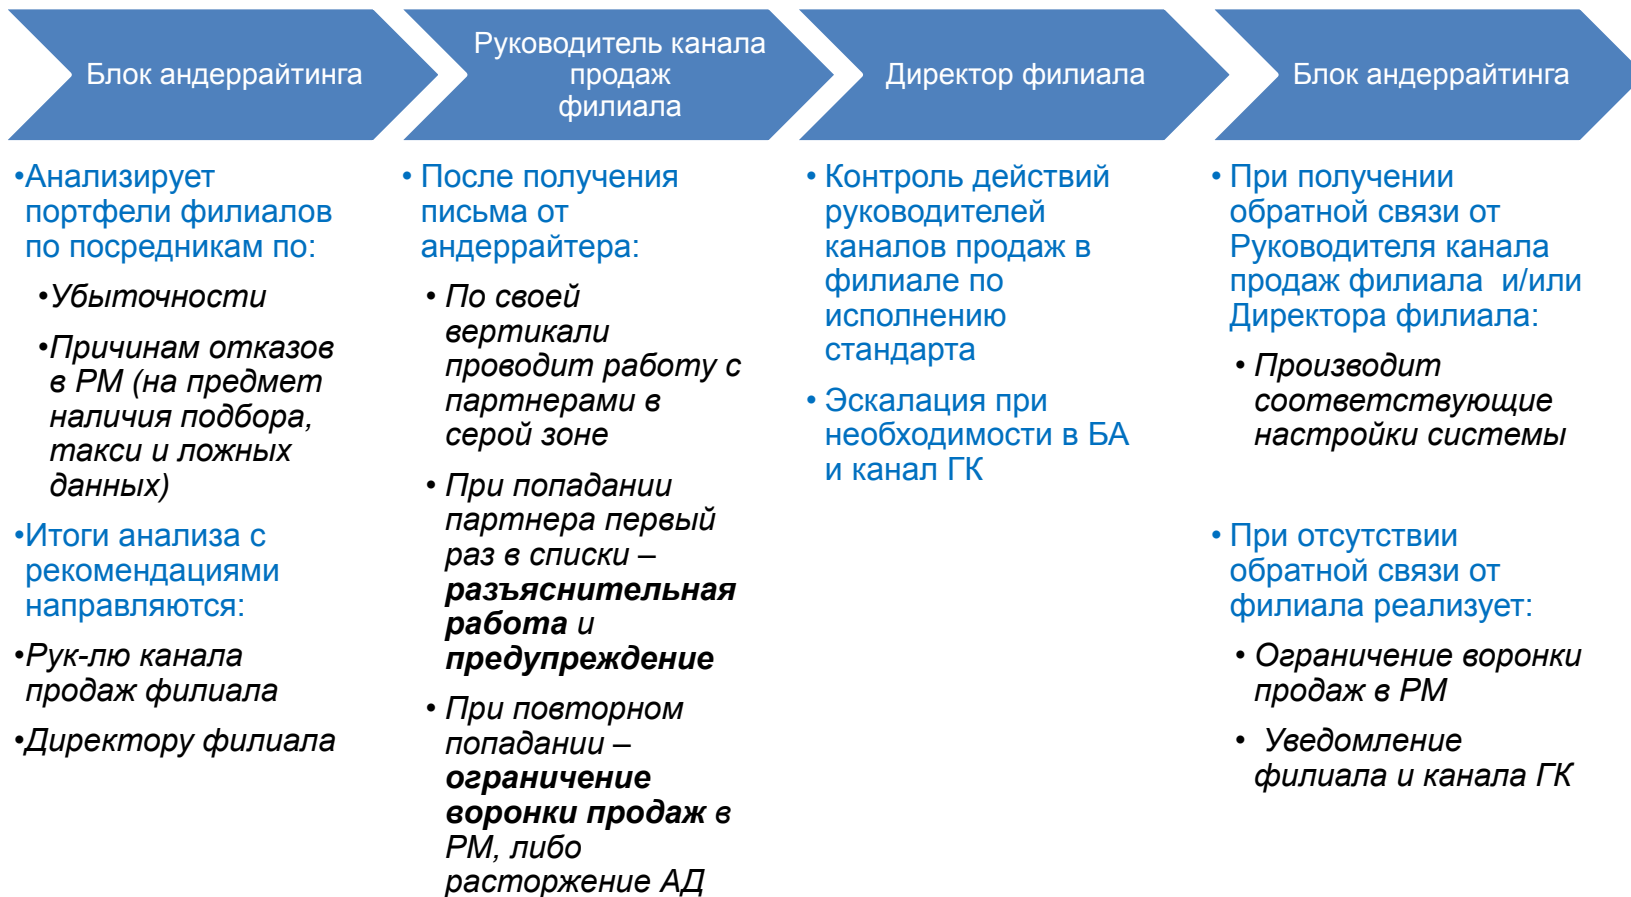 Блок андеррайтинга
Руководитель канала
продаж
филиала
Директор филиала
Блок андеррайтинга
•Анализирует
портфели филиалов
по посредникам по:
•Убыточности
•Причинам отказов
в РМ (на предмет
наличия подбора,
такси и ложных
данных)
•Итоги анализа с
рекомендациями
направляются:
•Рук-лю канала
продаж филиала
•Директору филиала
• После получения
письма от
андеррайтера:
• По своей
вертикали
проводит работу с
партнерами в
серой зоне
• При попадании
партнера первый
раз в списки –
разъяснительная
работа и
предупреждение
• При повторном
попадании –
ограничение
воронки продаж в
РМ, либо
расторжение АД
• Контроль действий
руководителей
каналов продаж в
филиале по
исполнению
стандарта
• Эскалация при
необходимости в БА
и канал ГК
• При получении
обратной связи от
Руководителя канала
продаж филиала и/или
Директора филиала:
• Производит
соответствующие
настройки системы
• При отсутствии
обратной связи от
филиала реализует:
• Ограничение воронки
продаж в РМ
• Уведомление
филиала и канала ГК